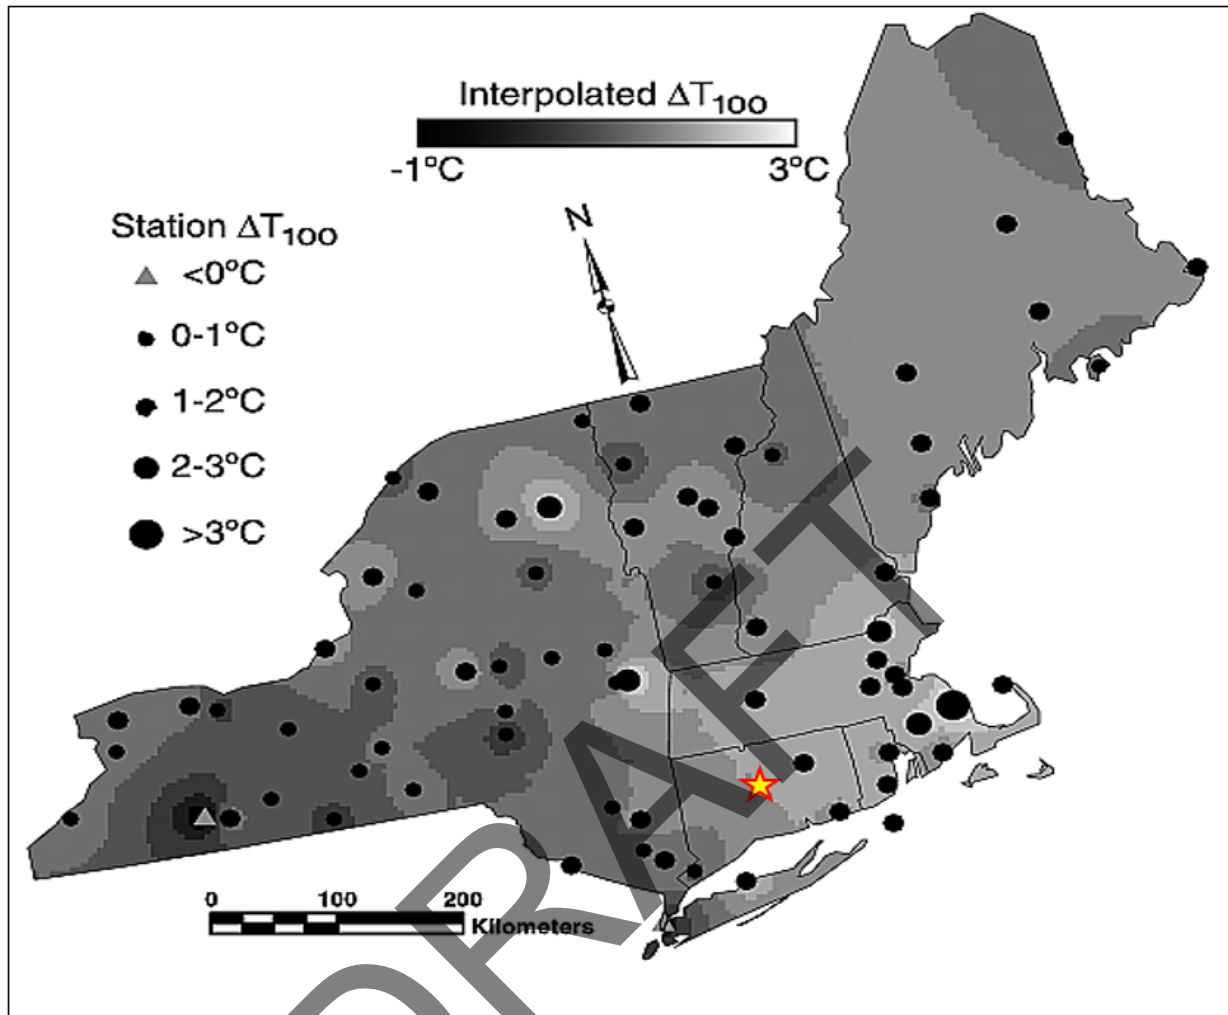 Interpolated ΔT₁₀₀
-1°C 3°C
N
Station ΔT₁₀₀
<0°C
0-1°C
1-2°C
2-3°C
>3°C
0 100 200
Kilometers
DRAFT